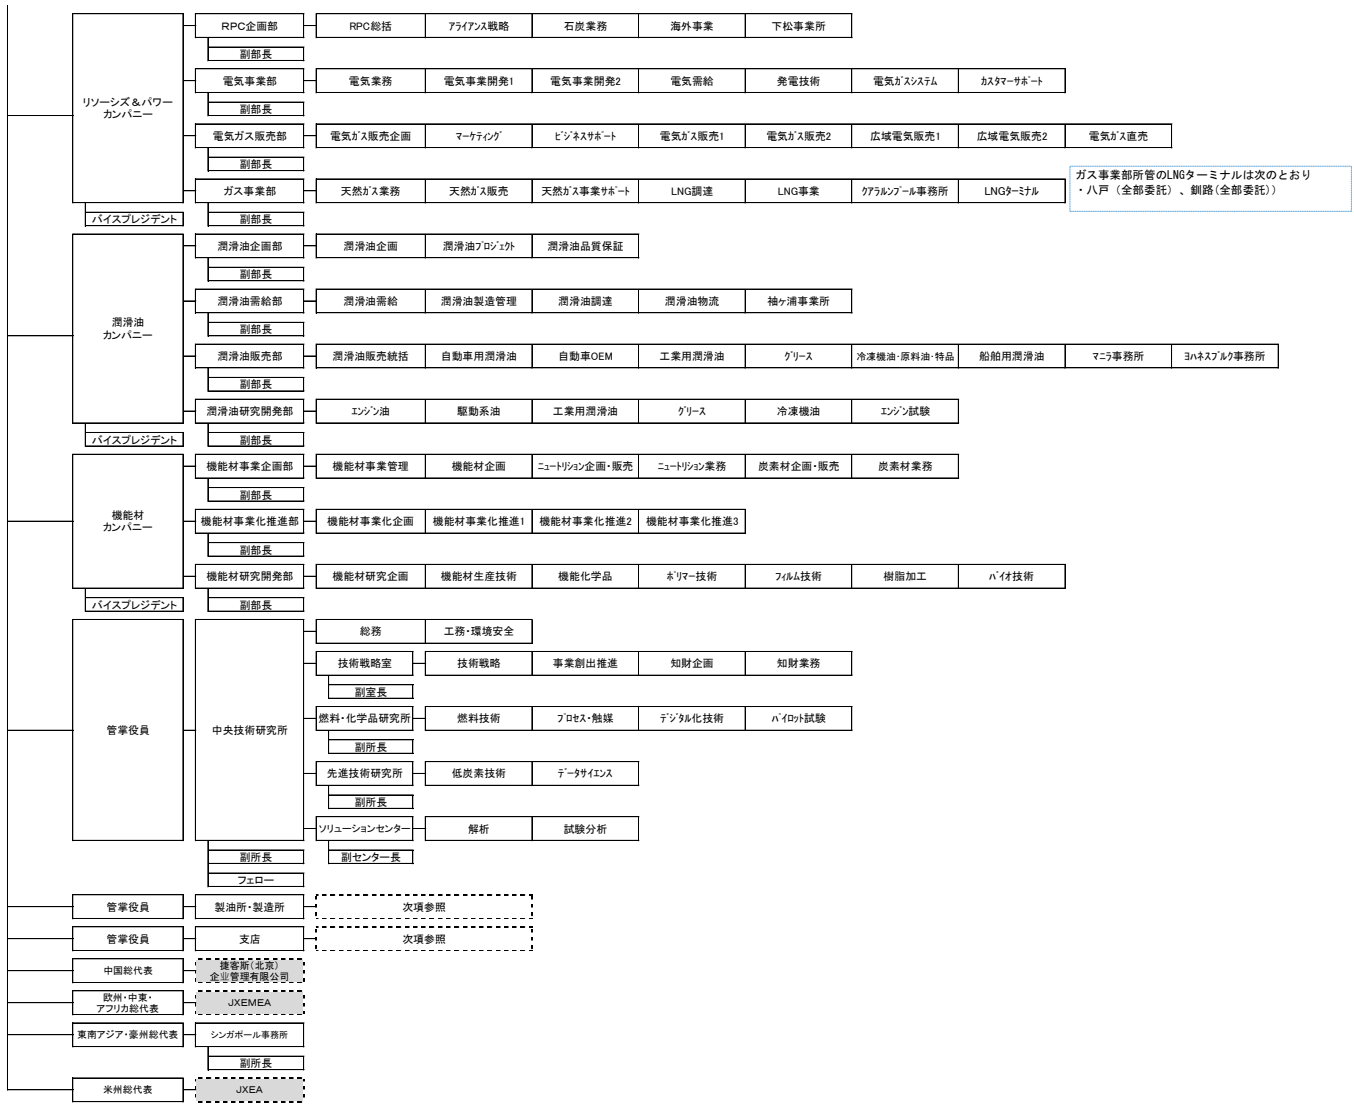 RPC企画部
RPC総括
ｱﾗｲｱﾝｽ戦略
石炭業務
海外事業
下松事業所
副部長
リソーシズ＆パワー
カンパニー
電気事業部
電気業務
電気事業開発1
電気事業開発2
電気需給
発電技術
電気ｶﾞｽｼｽﾃﾑ
ｶｽﾀﾏｰｻﾎﾟｰﾄ
副部長
電気ガス販売部
電気ｶﾞｽ販売企画
ﾏｰｹﾃｨﾝｸﾞ
ﾋﾞｼﾞﾈｽｻﾎﾟｰﾄ
電気ｶﾞｽ販売1
電気ｶﾞｽ販売2
広域電気販売1
広域電気販売2
電気ｶﾞｽ直売
副部長
ガス事業部
天然ｶﾞｽ業務
天然ｶﾞｽ販売
天然ｶﾞｽ事業ｻﾎﾟｰﾄ
LNG調達
LNG事業
ｸｱﾗﾙﾝﾌﾟｰﾙ事務所
LNGﾀｰﾐﾅﾙ
ガス事業部所管のLNGターミナルは次のとおり
・八戸（全部委託）、釧路(全部委託)）
バイスプレジデント
副部長
潤滑油
カンパニー
潤滑油企画部
潤滑油企画
潤滑油ﾌﾟﾛｼﾞｪｸﾄ
潤滑油品質保証
副部長
潤滑油需給部
潤滑油需給
潤滑油製造管理
潤滑油調達
潤滑油物流
袖ヶ浦事業所
副部長
潤滑油販売部
潤滑油販売統括
自動車用潤滑油
自動車OEM
工業用潤滑油
ｸﾞﾘｰｽ
冷凍機油・原料油・特品
船舶用潤滑油
ﾏﾆﾗ事務所
ﾖﾊﾈｽﾌﾞﾙｸ事務所
副部長
潤滑油研究開発部
ｴﾝｼﾞﾝ油
駆動系油
工業用潤滑油
ｸﾞﾘｰｽ
冷凍機油
ｴﾝｼﾞﾝ試験
バイスプレジデント
副部長
機能材
カンパニー
機能材事業企画部
機能材事業管理
機能材企画
ﾆｭｰﾄﾘｼｮﾝ企画・販売
ﾆｭｰﾄﾘｼｮﾝ業務
炭素材企画・販売
炭素材業務
副部長
機能材事業化推進部
機能材事業化企画
機能材事業化推進1
機能材事業化推進2
機能材事業化推進3
副部長
機能材研究開発部
機能材研究企画
機能材生産技術
機能化学品
ﾎﾟﾘﾏｰ技術
ﾌｨﾙﾑ技術
樹脂加工
ﾊﾞｲｵ技術
バイスプレジデント
副部長
管掌役員
中央技術研究所
総務
工務・環境安全
技術戦略室
技術戦略
事業創出推進
知財企画
知財業務
副室長
燃料・化学品研究所
燃料技術
ﾌﾟﾛｾｽ・触媒
ﾃﾞｼﾞﾀﾙ化技術
ﾊﾟｲﾛｯﾄ試験
副所長
先進技術研究所
低炭素技術
ﾃﾞｰﾀｻｲｴﾝｽ
副所長
ソリューションセンター
解析
試験分析
副所長
副センター長
フェロー
管掌役員
製油所・製造所
次項参照
管掌役員
支店
次項参照
中国総代表
捷客斯（北京）
企业管理有限公司
欧州・中東・
アフリカ総代表
JXEMEA
東南アジア・豪州総代表
シンガポール事務所
副所長
米州総代表
JXEA